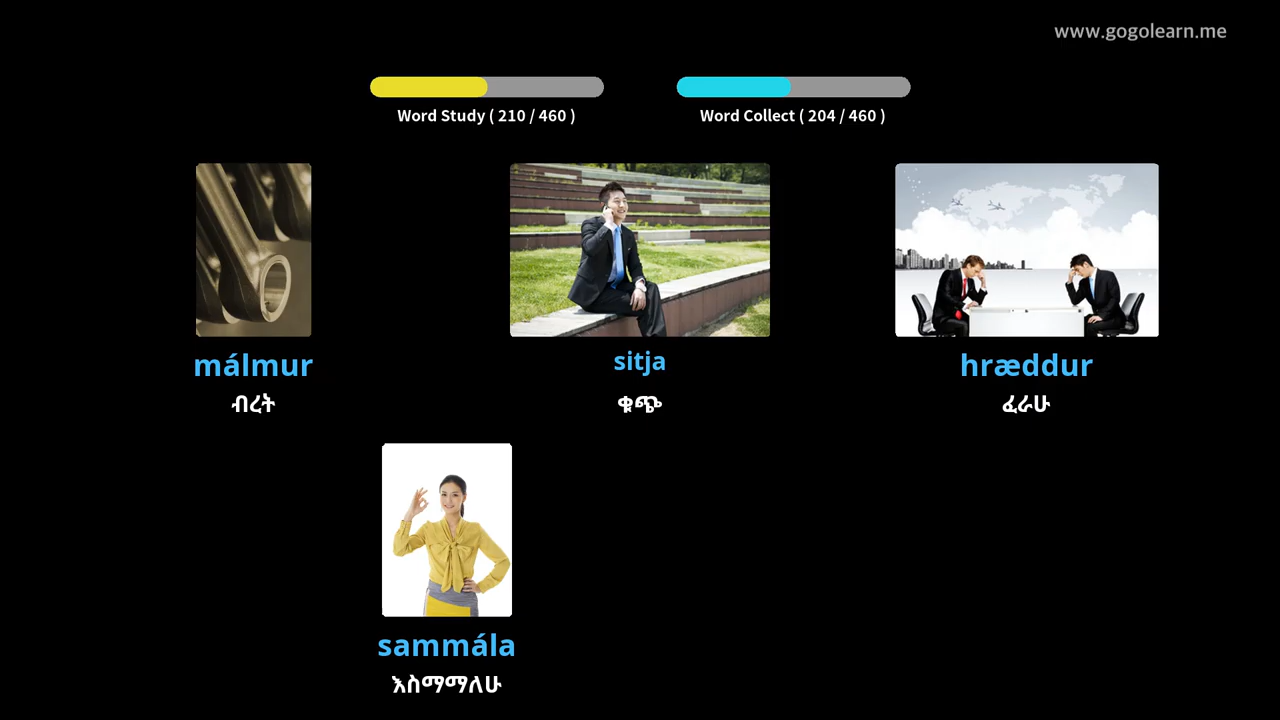 www.gogolearn.me
Word Study ( 210 / 460 )
Word Collect ( 204 / 460 )
málmur
sitja
hræddur
ብረት
ቁጭ
ፈራሁ
sammála
እስማማለሁ